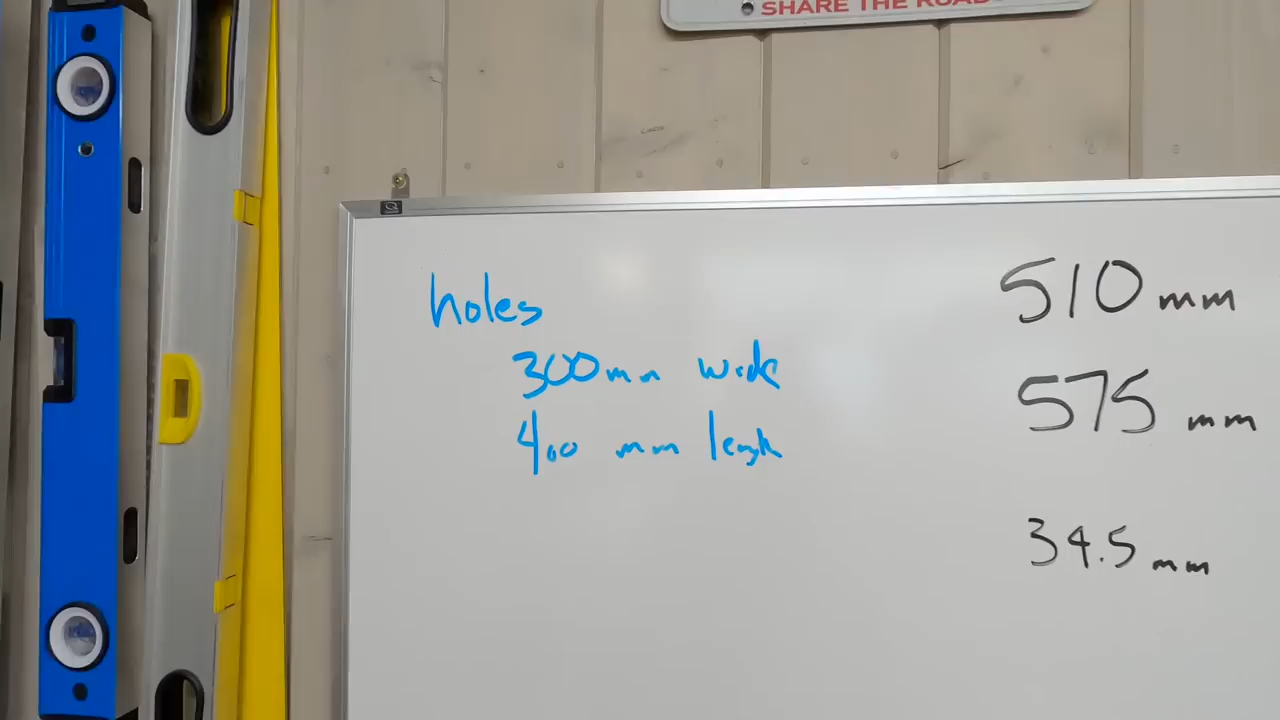 SHARE THE ROAD
holes
300mm wide
400 mm length
510 mm
575 mm
34.5 mm